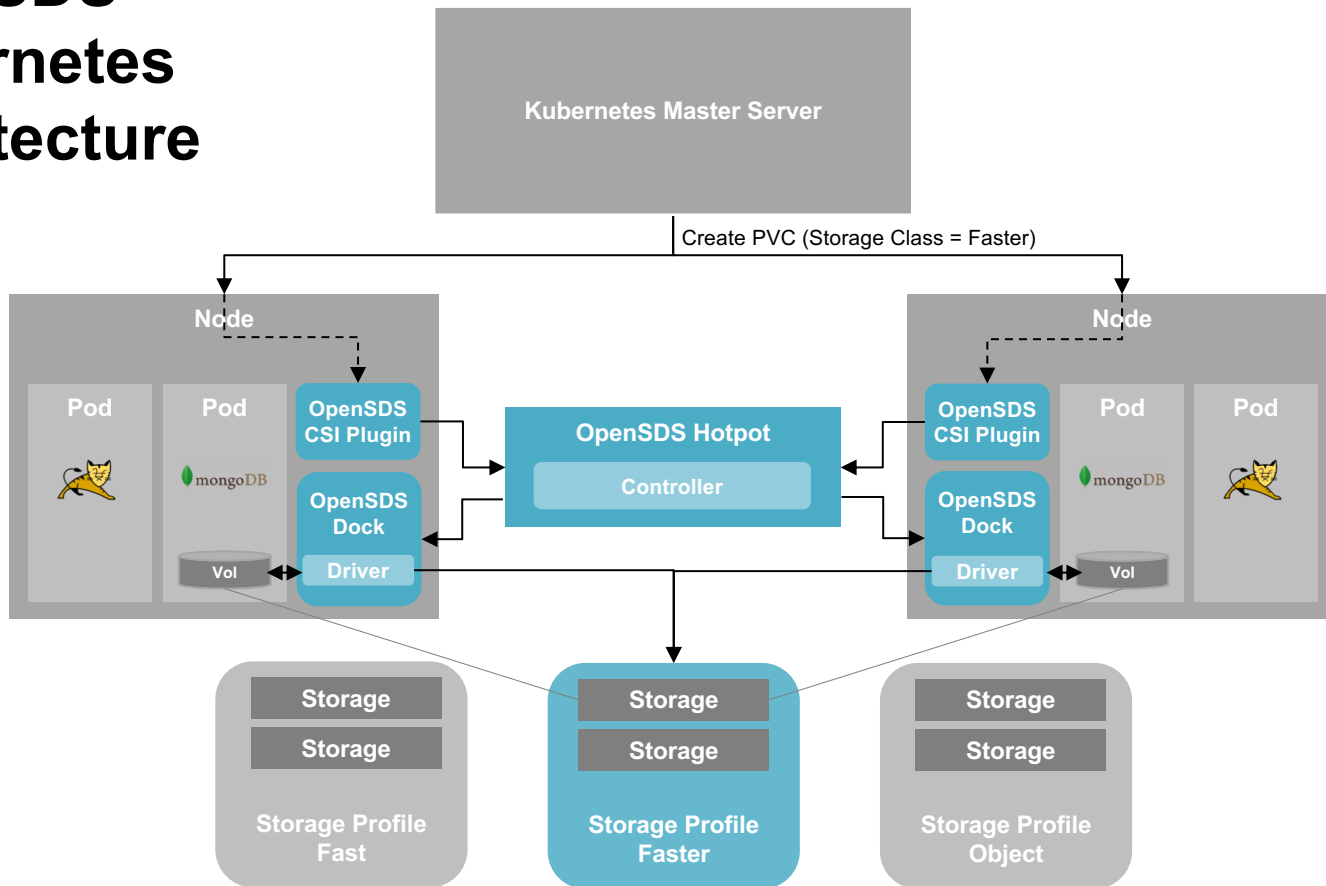 SDS
rnetes
tecture
Kubernetes Master Server
Create PVC (Storage Class = Faster)
Node
Node
Pod
Pod
OpenSDS
CSI Plugin
OpenSDS Hotpot
Controller
OpenSDS
CSI Plugin
Pod
Pod
mongoDB
mongoDB
OpenSDS
Dock
OpenSDS
Dock
Vol
Driver
Driver
Vol
Storage
Storage
Storage Profile
Fast
Storage
Storage
Storage Profile
Faster
Storage
Storage
Storage Profile
Object